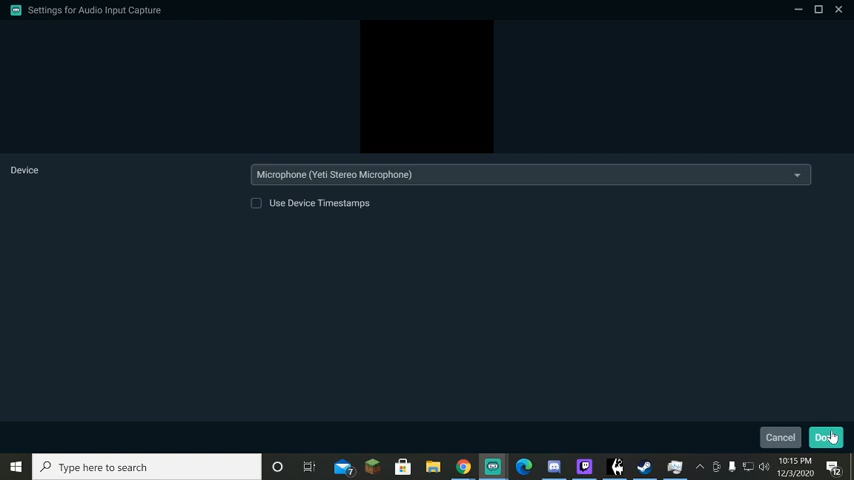 Settings for Audio Input Capture
Device
Microphone (Yeti Stereo Microphone)
Use Device Timestamps
Cancel
Type here to search
7
10:15 PM
12/3/2020
12